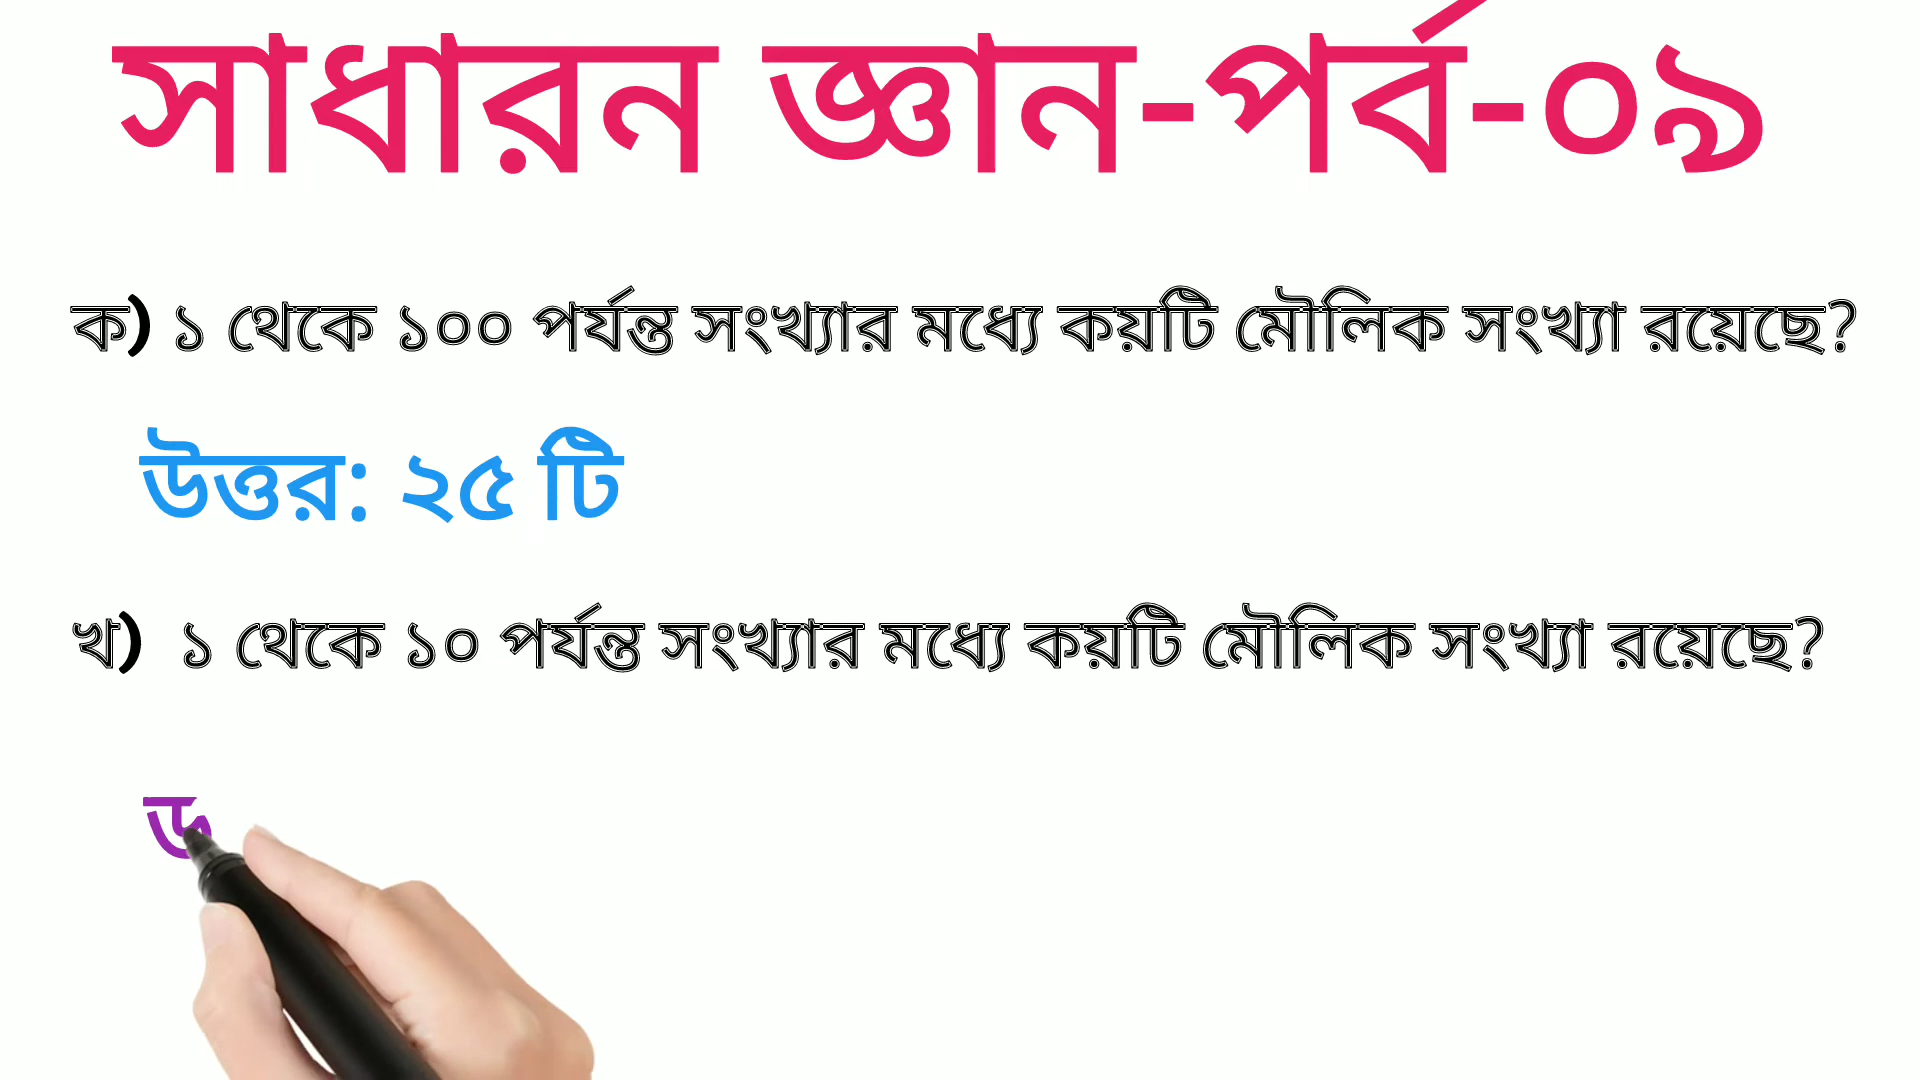 সাধারন জ্ঞান-পর্ব-০৯
ক) ১ থেকে ১০০ পর্যন্ত সংখ্যার মধ্যে কয়টি মৌলিক সংখ্যা রয়েছে?
উত্তর: ২৫ টি
খ) ১ থেকে ১০ পর্যন্ত সংখ্যার মধ্যে কয়টি মৌলিক সংখ্যা রয়েছে?